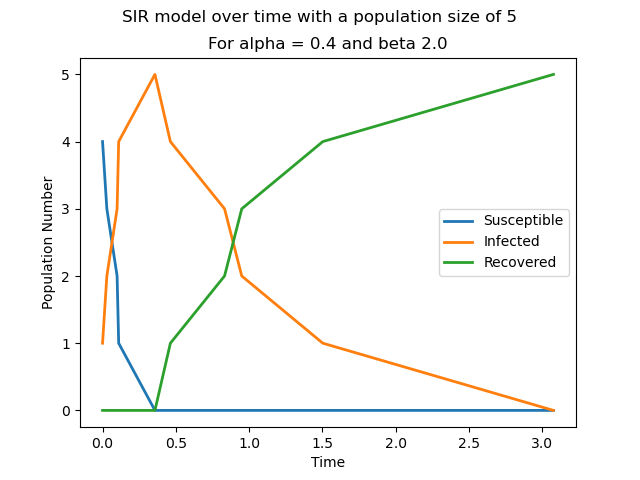 SIR model over time with a population size of 5
For alpha = 0.4 and beta 2.0
Population Number
5
4
3
2
1
0
Susceptible
Infected
Recovered
0.0 0.5 1.0 1.5 2.0 2.5 3.0
Time